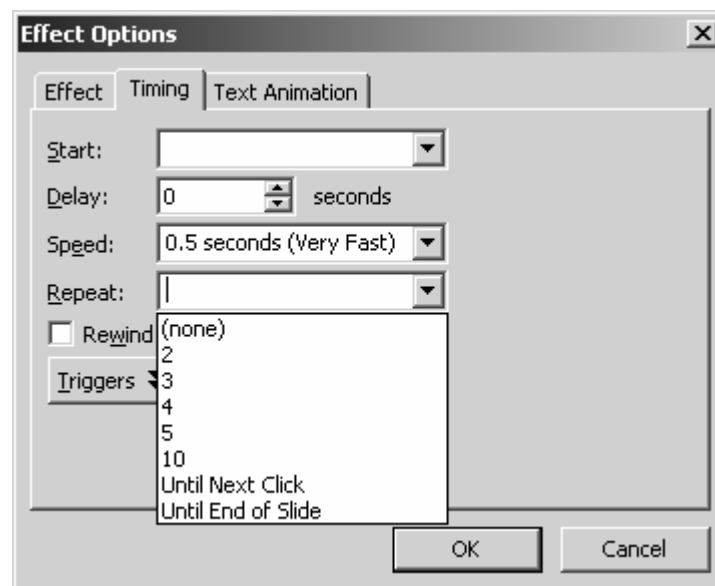 Effect Options
Effect Timing Text Animation
Start:
Delay: 0 seconds
Speed: 0.5 seconds (Very Fast)
Repeat:
Rewind
(none)
2
Triggers
3
4
5
10
Until Next Click
Until End of Slide
OK Cancel